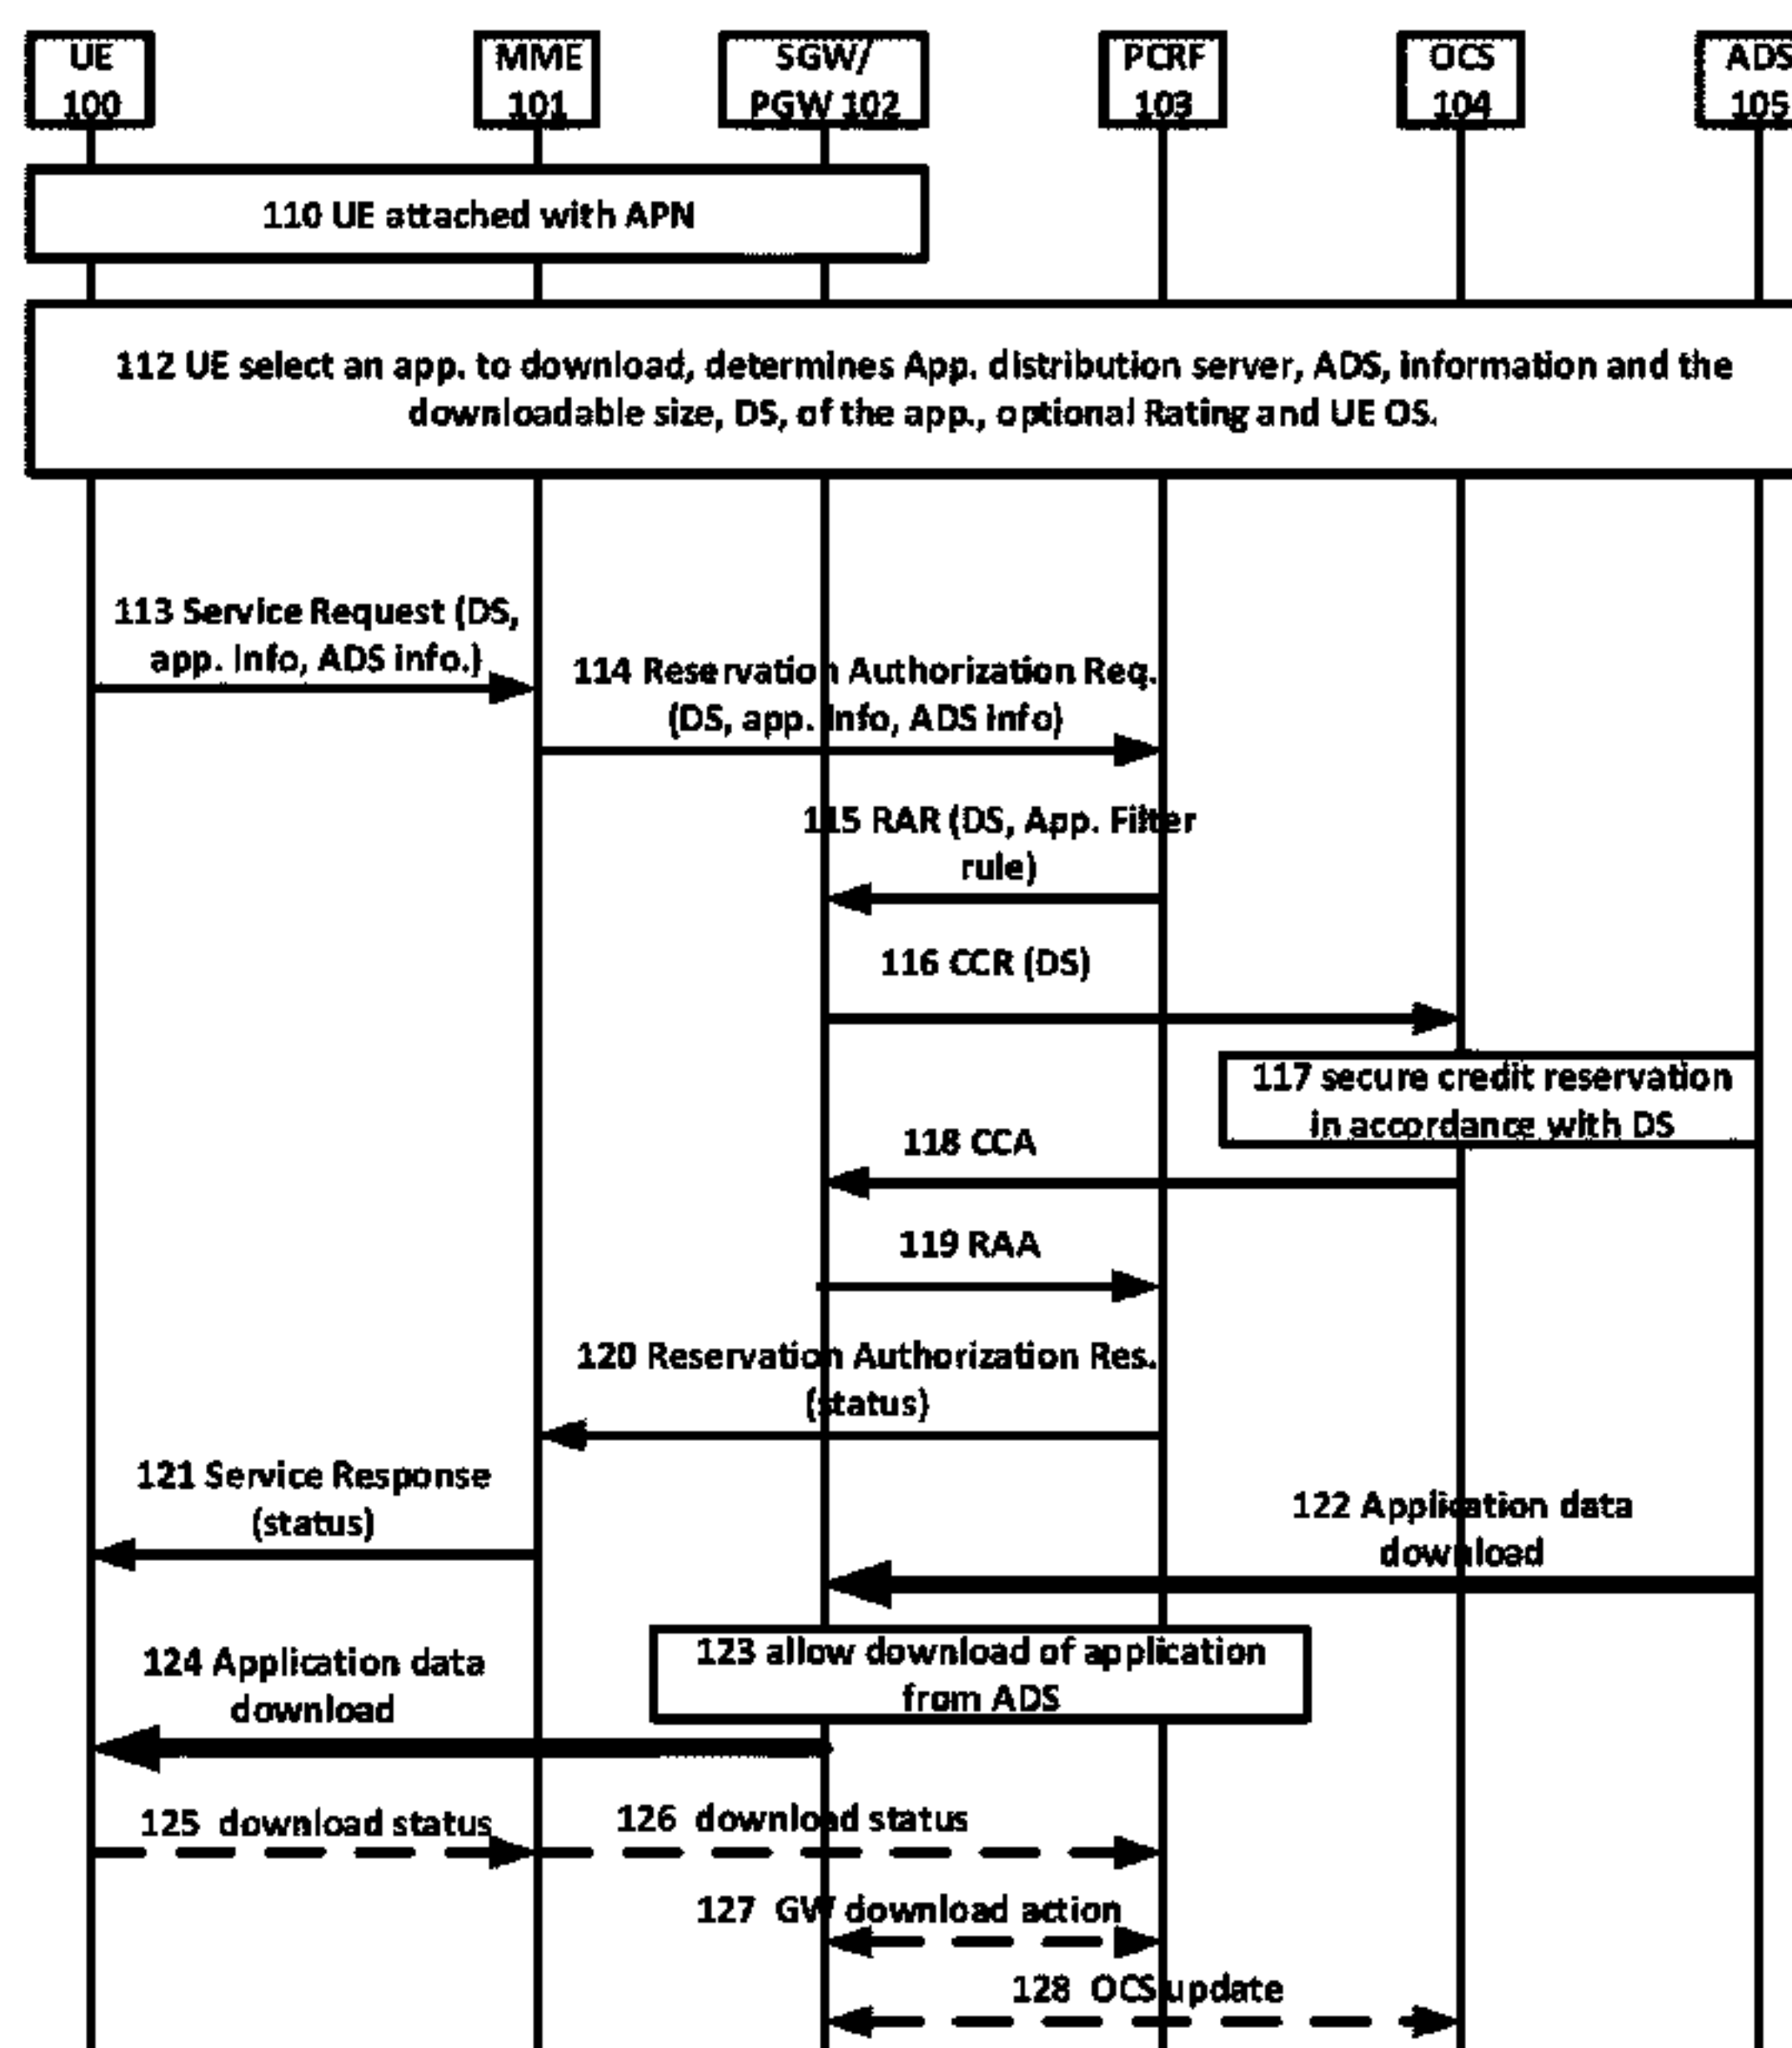 UE
100
MME
101
SGW/
PGW 102
PCRF
103
OCS
104
ADS
105
110 UE attached with APN
112 UE select an app. to download, determines App. distribution server, ADS, information and the
downloadable size, DS, of the app., optional Rating and UE OS.
113 Service Request (DS,
app. Info, ADS info.)
114 Reservation Authorization Req.
(DS, app. Info, ADS info)
115 RAR (DS, App. Filter
rule)
116 CCR (DS)
117 secure credit reservation
in accordance with DS
118 CCA
119 RAA
120 Reservation Authorization Res.
(status)
121 Service Response
(status)
122 Application data
download
123 allow download of application
from ADS
124 Application data
download
125 download status
126 download status
127 GW download action
128 OCS update